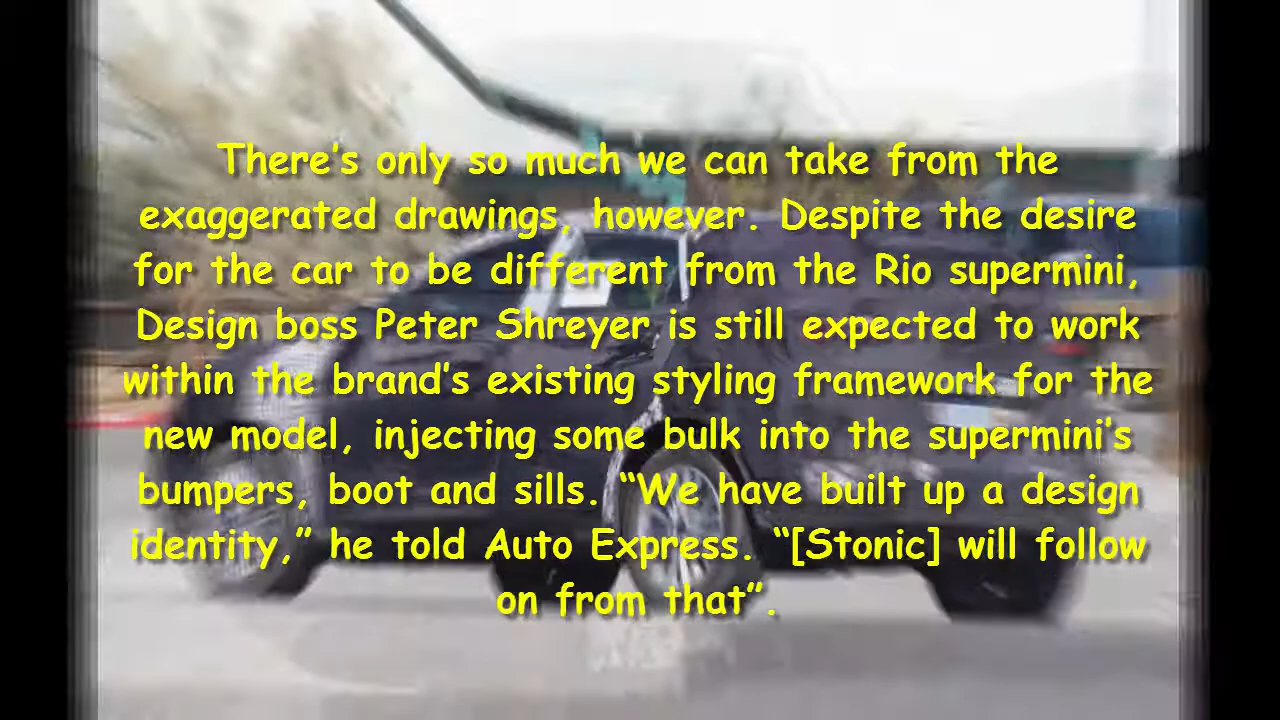 There’s only so much we can take from the
exaggerated drawings, however. Despite the desire
for the car to be different from the Rio supermini,
Design boss Peter Shreyer is still expected to work
within the brand’s existing styling framework for the
new model, injecting some bulk into the supermini’s
bumpers, boot and sills. “We have built up a design
identity,” he told Auto Express. “[Stonic] will follow
on from that”.